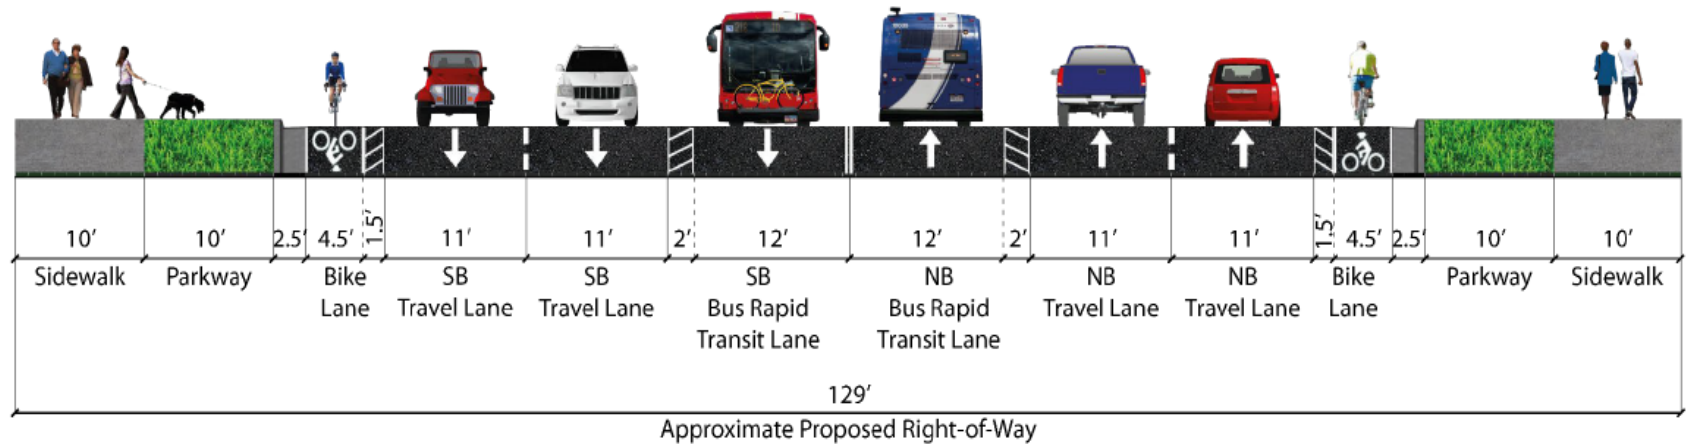 10’ 10’ 2.5’ 4.5’ 1.5’ 11’ 11’ 2’ 12’ 12’ 2’ 11’ 11’ 1.5’ 4.5’ 2.5’ 10’ 10’
Sidewalk Parkway Bike SB SB SB NB NB NB Bike Parkway Sidewalk
Lane Travel Lane Travel Lane Bus Rapid Bus Rapid Travel Lane Travel Lane Lane
Transit Lane Transit Lane
129’
Approximate Proposed Right-of-Way